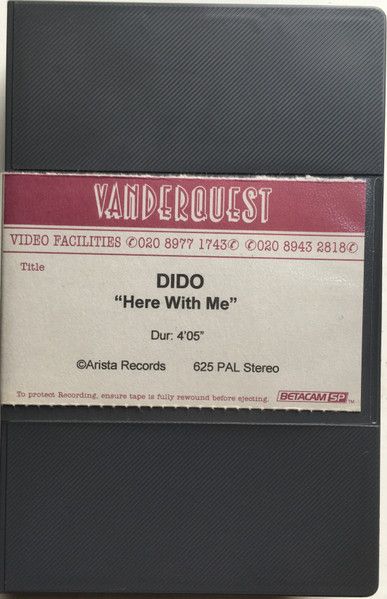 VANDERQUEST
VIDEO FACILITIES ✆020 8977 1743✆ ✆020 8943 2818✆
Title
DIDO
“Here With Me”
Dur: 4’05”
©Arista Records 625 PAL Stereo
To protect Recording, ensure tape is fully rewound before ejecting. BETACAM SP™